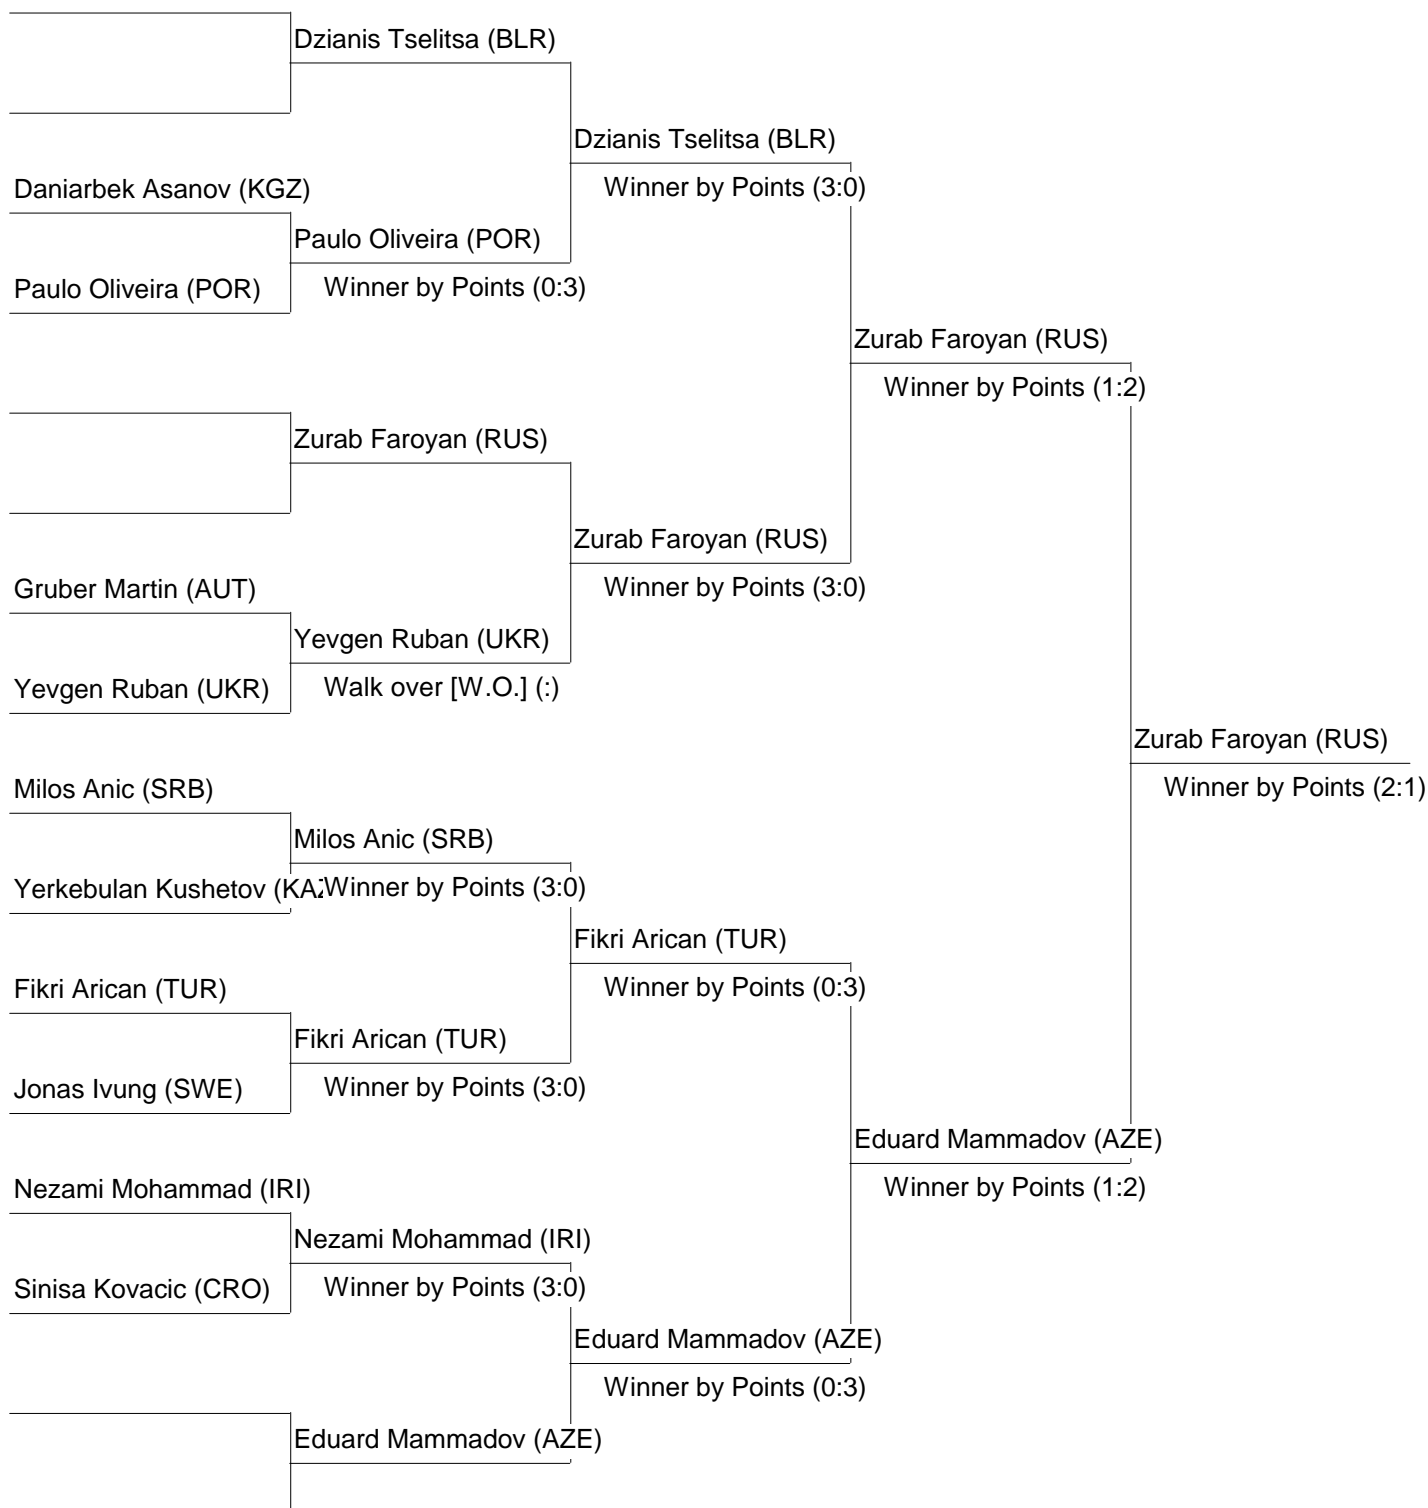 Dzianis Tselitsa (BLR)
Dzianis Tselitsa (BLR)
Winner by Points (3:0)
Daniarbek Asanov (KGZ)
Paulo Oliveira (POR)
Winner by Points (0:3)
Paulo Oliveira (POR)
Zurab Faroyan (RUS)
Winner by Points (1:2)
Zurab Faroyan (RUS)
Zurab Faroyan (RUS)
Winner by Points (3:0)
Gruber Martin (AUT)
Yevgen Ruban (UKR)
Walk over [W.O.] (:)
Yevgen Ruban (UKR)
Zurab Faroyan (RUS)
Winner by Points (2:1)
Milos Anic (SRB)
Milos Anic (SRB)
Winner by Points (3:0)
Yerkebulan Kushetov (KAZ
Fikri Arican (TUR)
Winner by Points (0:3)
Fikri Arican (TUR)
Fikri Arican (TUR)
Winner by Points (3:0)
Jonas Ivung (SWE)
Eduard Mammadov (AZE)
Winner by Points (1:2)
Nezami Mohammad (IRI)
Nezami Mohammad (IRI)
Winner by Points (3:0)
Sinisa Kovacic (CRO)
Eduard Mammadov (AZE)
Winner by Points (0:3)
Eduard Mammadov (AZE)